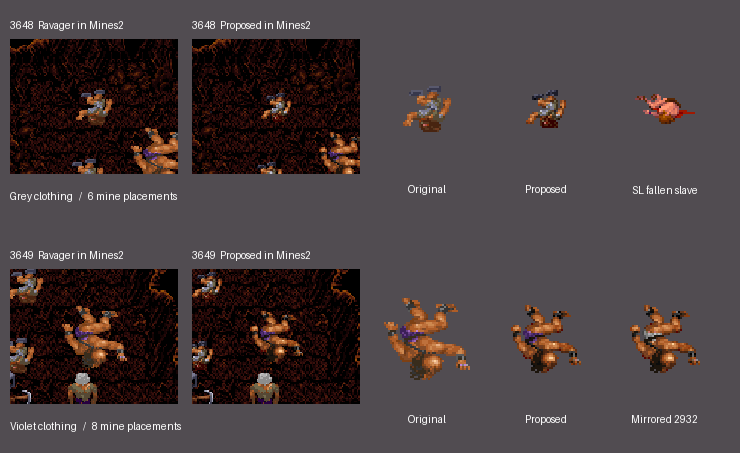 3648 Ravager in Mines2
3648 Proposed in Mines2
Original
Proposed
SL fallen slave
Grey clothing / 6 mine placements
3649 Ravager in Mines2
3649 Proposed in Mines2
Original
Proposed
Mirrored 2932
Violet clothing / 8 mine placements